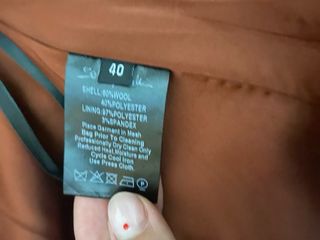 40
SHELL:60%WOOL
40%POLYESTER
LINING:97%POLYESTER
3%SPANDEX
Place Garment in Mesh
Bag Prior To Cleaning
Professionally Dry Clean Only
Reduced Heat,Moisture and
Cycle Cool Iron
Use Press Cloth